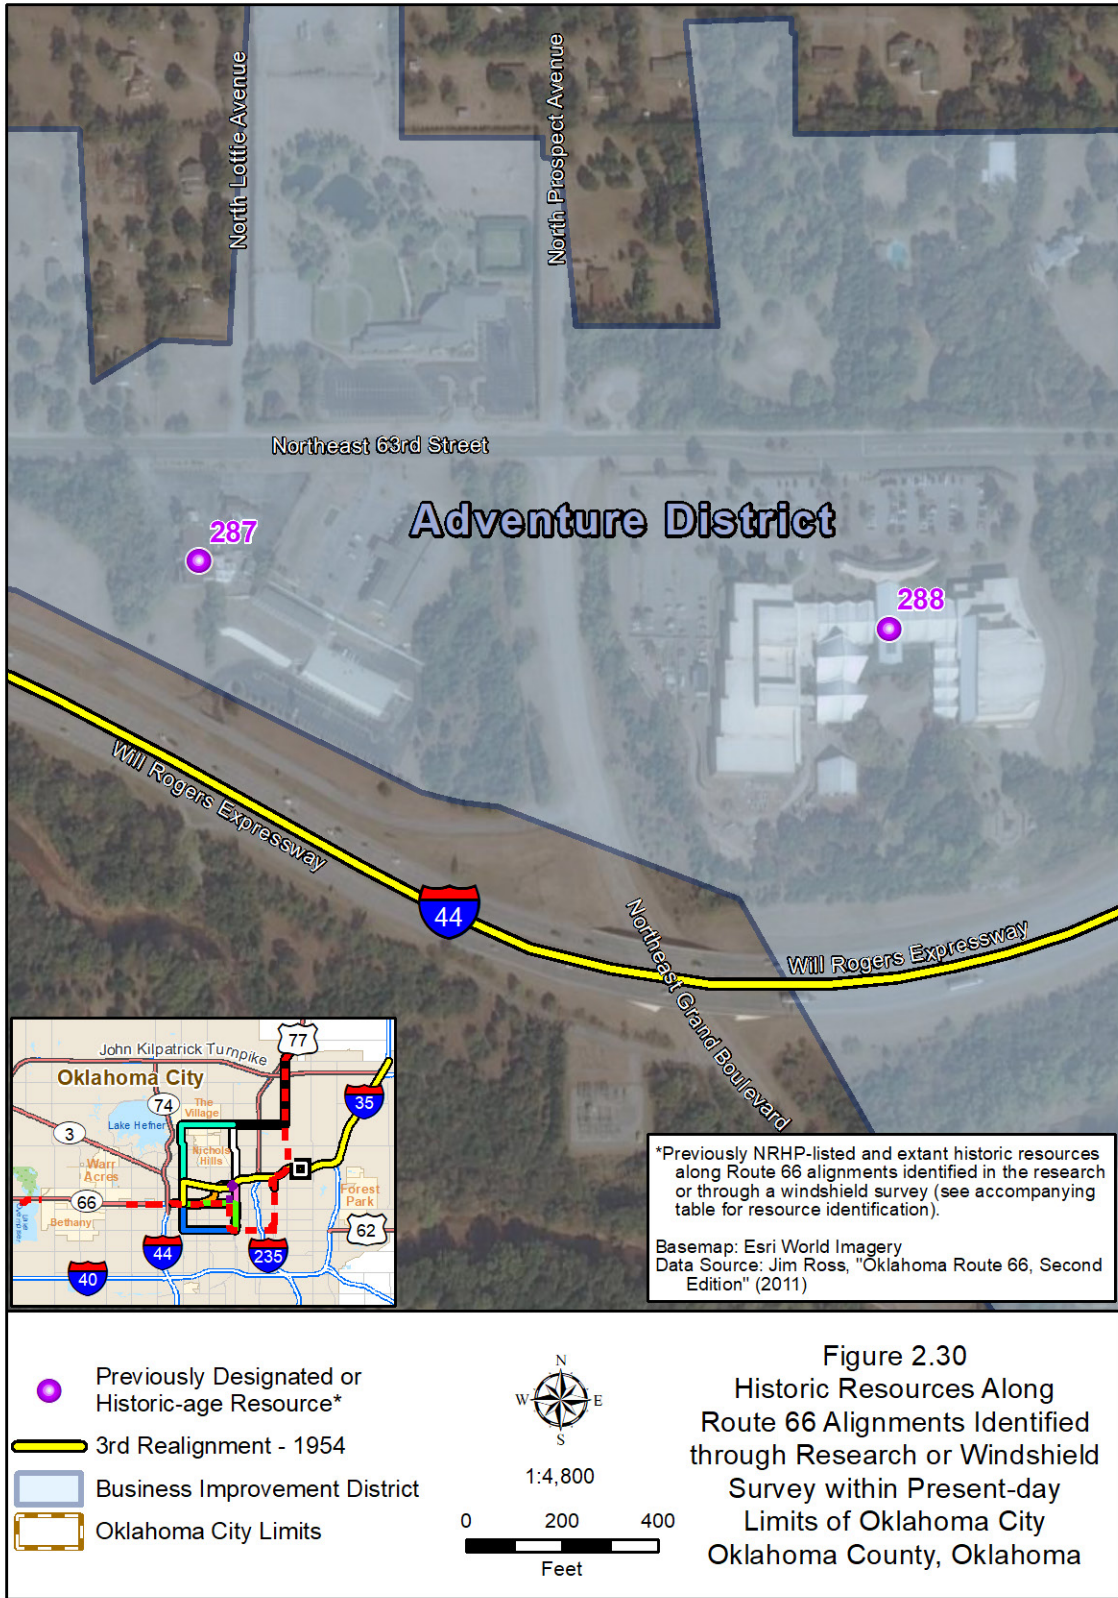 North Lottie Avenue
North Prospect Avenue
Northeast 63rd Street
Adventure District
287
288
Will Rogers Expressway
44
Northeast Grand Boulevard
Will Rogers Expressway
77
John Kilpatrick Turnpike
Oklahoma City
74
The
Village
35
Lake Hefner
3
Nichols
Hills
Warr
Acres
66
Bethany
Forest
Park
62
44
235
40
*Previously NRHP-listed and extant historic resources
along Route 66 alignments identified in the research
or through a windshield survey (see accompanying
table for resource identification).
Basemap: Esri World Imagery
Data Source: Jim Ross, "Oklahoma Route 66, Second
Edition" (2011)
Previously Designated or
Historic-age Resource*
3rd Realignment - 1954
Business Improvement District
Oklahoma City Limits
N
W E
S
1:4,800
0 200 400
Feet
Figure 2.30
Historic Resources Along
Route 66 Alignments Identified
through Research or Windshield
Survey within Present-day
Limits of Oklahoma City
Oklahoma County, Oklahoma